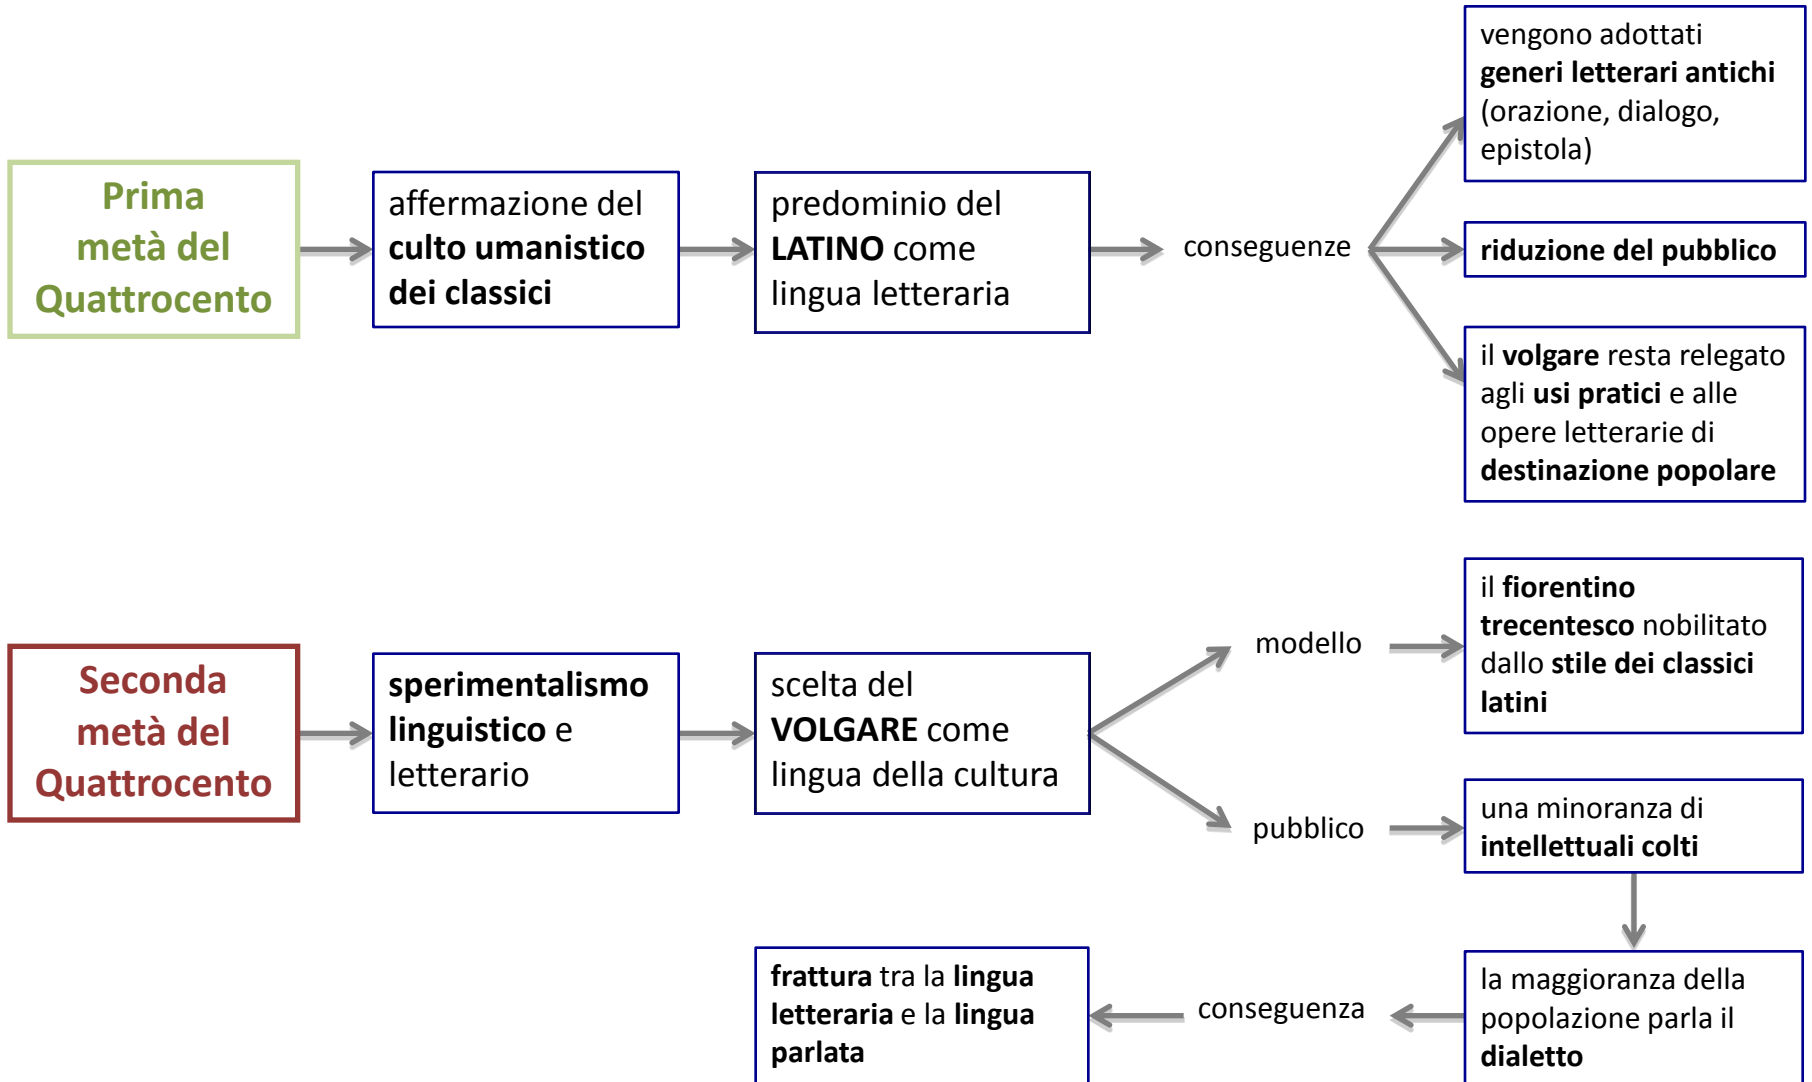 Prima
metà del
Quattrocento
affermazione del
culto umanistico
dei classici
predominio del
LATINO come
lingua letteraria
conseguenze
vengono adottati
generi letterari antichi
(orazione, dialogo,
epistola)
riduzione del pubblico
il volgare resta relegato
agli usi pratici e alle
opere letterarie di
destinazione popolare
Seconda
metà del
Quattrocento
sperimentalismo
linguistico e
letterario
scelta del
VOLGARE come
lingua della cultura
modello
il fiorentino
trecentesco nobilitato
dallo stile dei classici
latini
pubblico
una minoranza di
intellettuali colti
la maggioranza della
popolazione parla il
dialetto
conseguenza
frattura tra la lingua
letteraria e la lingua
parlata